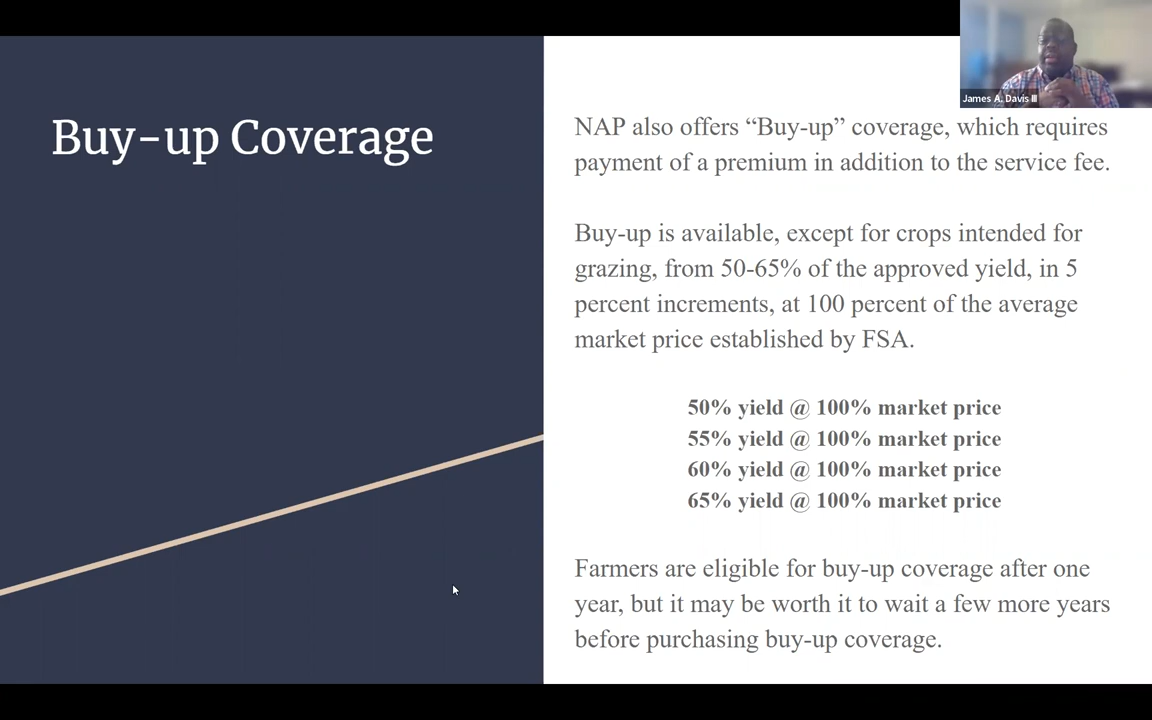 Buy-up Coverage
James A. Davis III
NAP also offers “Buy-up” coverage, which requires
payment of a premium in addition to the service fee.
Buy-up is available, except for crops intended for
grazing, from 50-65% of the approved yield, in 5
percent increments, at 100 percent of the average
market price established by FSA.
50% yield @ 100% market price
55% yield @ 100% market price
60% yield @ 100% market price
65% yield @ 100% market price
Farmers are eligible for buy-up coverage after one
year, but it may be worth it to wait a few more years
before purchasing buy-up coverage.